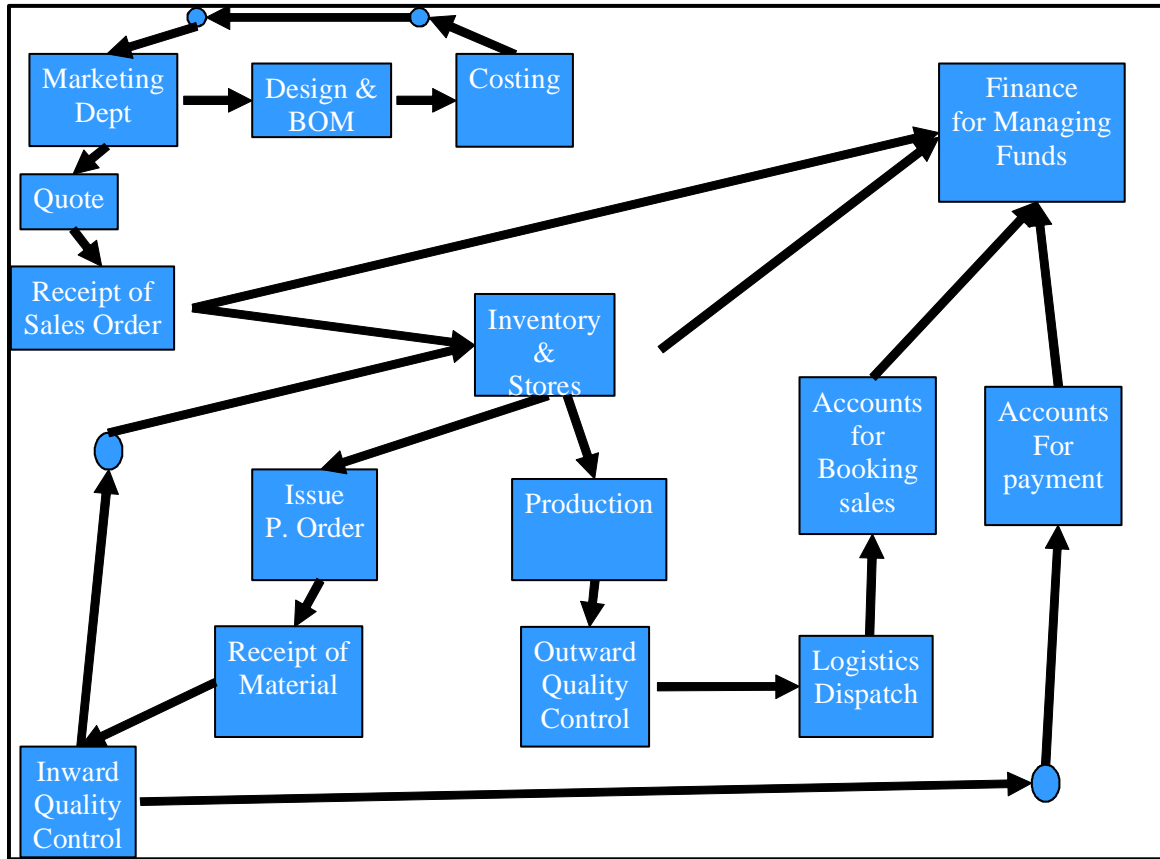 Marketing
Dept
Design &
BOM
Costing
Finance
for Managing
Funds
Quote
Receipt of
Sales Order
Inventory
&
Stores
Accounts
for
Booking
sales
Accounts
For
payment
Issue
P. Order
Production
Receipt of
Material
Outward
Quality
Control
Logistics
Dispatch
Inward
Quality
Control